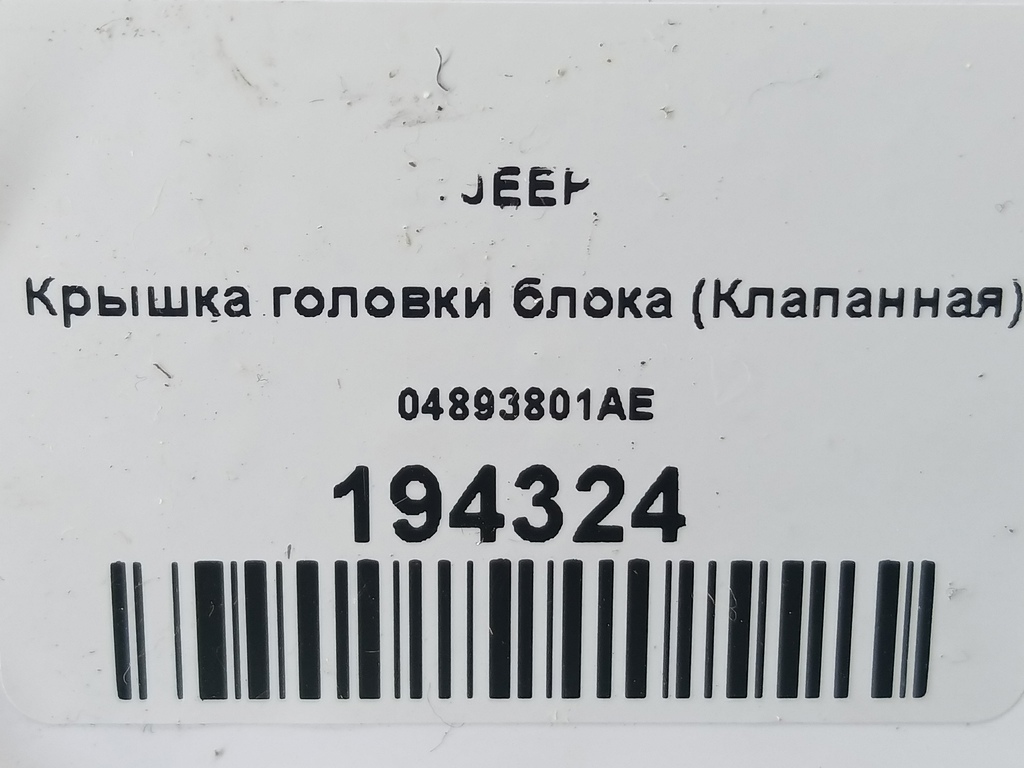 JEEP
Крышка головки блока (Клапанная)
04893801AE
194324